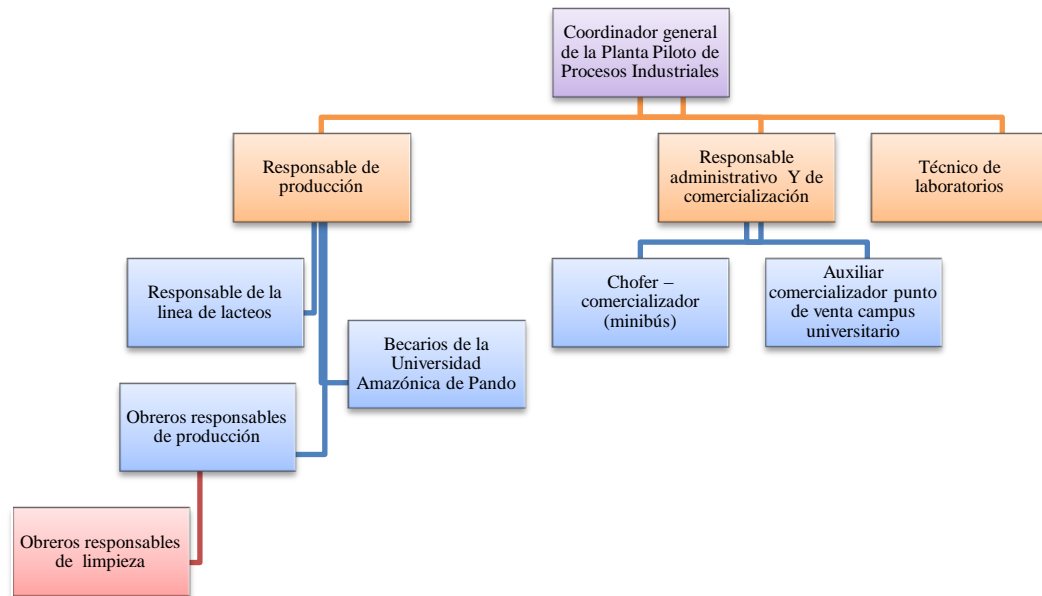 Coordinador general
de la Planta Piloto de
Procesos Industriales
Responsable de
producción
Responsable
administrativo Y de
comercialización
Técnico de
laboratorios
Responsable de la
linea de lacteos
Chofer –
comercializador
(minibús)
Auxiliar
comercializador punto
de venta campus
universitario
Becarios de la
Universidad
Amazónica de Pando
Obreros responsables
de producción
Obreros responsables
de limpieza